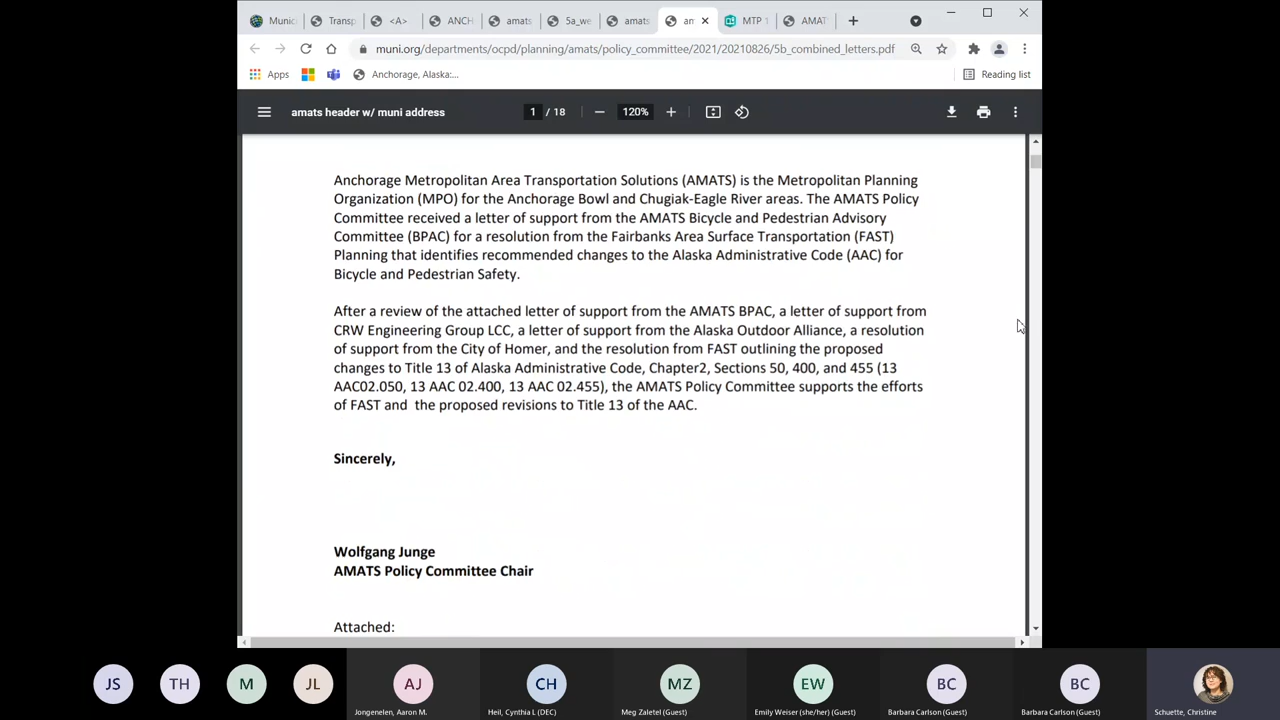 Munici
Transp
<A>
ANCH
amats
5a_we
amats
am
MTP 1
AMAT
muni.org/departments/ocpd/planning/amats/policy_committee/2021/20210826/5b_combined_letters.pdf
Apps
Anchorage, Alaska:...
Reading list
amats header w/ muni address
1 / 18
120%
Anchorage Metropolitan Area Transportation Solutions (AMATS) is the Metropolitan Planning
Organization (MPO) for the Anchorage Bowl and Chugiak-Eagle River areas. The AMATS Policy
Committee received a letter of support from the AMATS Bicycle and Pedestrian Advisory
Committee (BPAC) for a resolution from the Fairbanks Area Surface Transportation (FAST)
Planning that identifies recommended changes to the Alaska Administrative Code (AAC) for
Bicycle and Pedestrian Safety.
After a review of the attached letter of support from the AMATS BPAC, a letter of support from
CRW Engineering Group LCC, a letter of support from the Alaska Outdoor Alliance, a resolution
of support from the City of Homer, and the resolution from FAST outlining the proposed
changes to Title 13 of Alaska Administrative Code, Chapter2, Sections 50, 400, and 455 (13
AAC02.050, 13 AAC 02.400, 13 AAC 02.455), the AMATS Policy Committee supports the efforts
of FAST and the proposed revisions to Title 13 of the AAC.
Sincerely,
Wolfgang Junge
AMATS Policy Committee Chair
Attached:
JS
TH
M
JL
AJ
CH
MZ
EW
BC
BC
Jongenelen, Aaron M.
Heil, Cynthia L (DEC)
Meg Zaletel (Guest)
Emily Weiser (she/her) (Guest)
Barbara Carlson (Guest)
Barbara Carlson (Guest)
Schuette, Christine